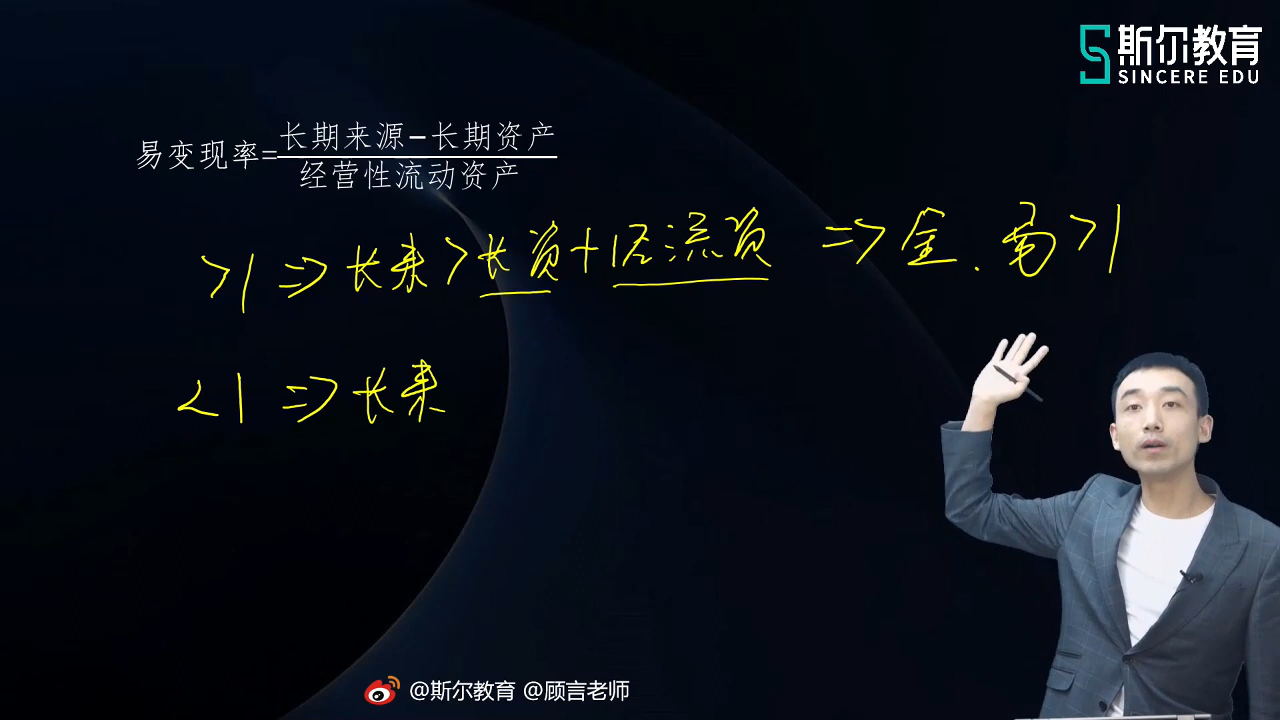 斯尔教育
SINCERE EDU
易变现率=长期来源-长期资产
经营性流动资产
>1 => 长来>长资+经流资 => 金.易>1
<1 => 长来
@斯尔教育 @顾言老师